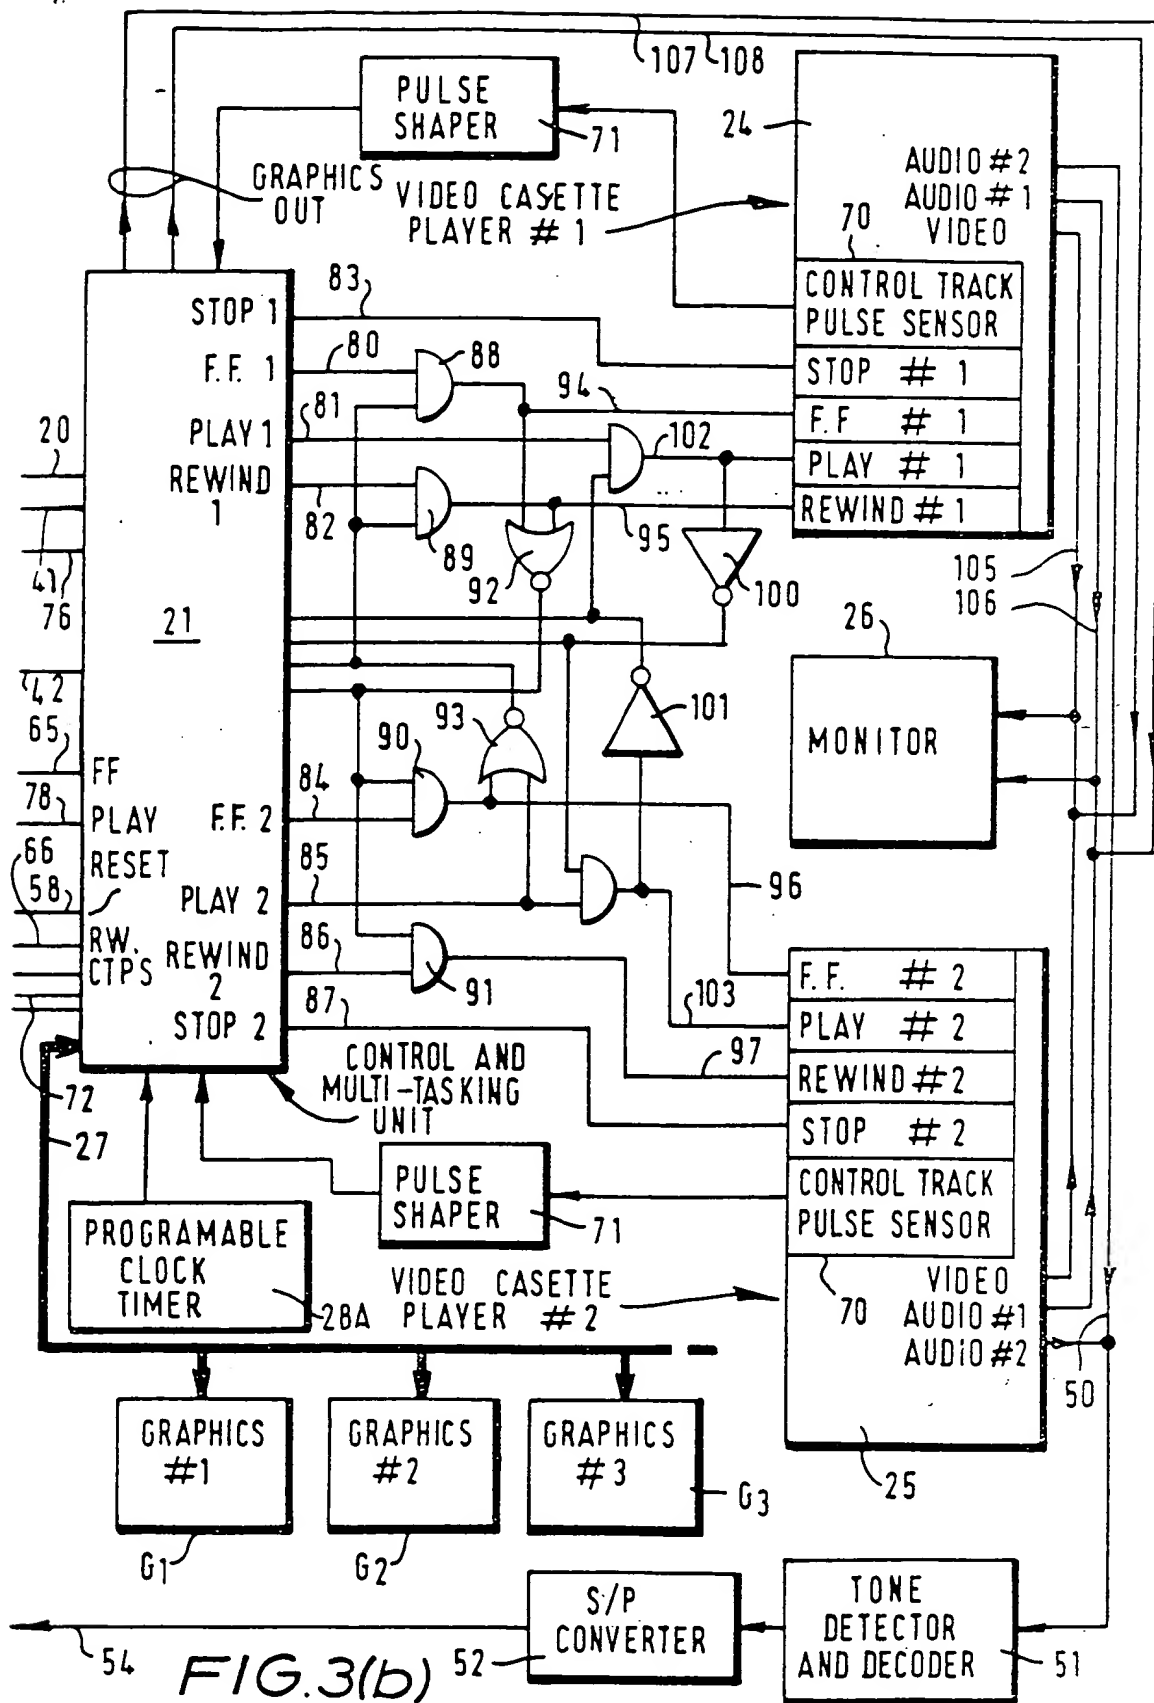 107 108
PULSE
SHAPER
71
24
AUDIO #2
AUDIO #1
VIDEO
GRAPHICS
OUT
VIDEO CASETTE
PLAYER # 1
70
CONTROL TRACK
PULSE SENSOR
STOP # 1
F.F # 1
PLAY # 1
REWIND # 1
STOP 1
83
F.F. 1
80
88
94
PLAY 1
81
102
REWIND
1
82
89
92
95
100
20
41
76
21
42
65
78
66
58
72
27
FF
PLAY
RESET
RW.
CTPS
93
101
90
F.F. 2
84
PLAY 2
85
REWIND
2
86
91
STOP 2
87
96
103
97
105
106
26
MONITOR
F.F. # 2
PLAY # 2
REWIND #2
STOP # 2
CONTROL TRACK
PULSE SENSOR
70
VIDEO
AUDIO #1
AUDIO #2
25
50
CONTROL AND
MULTI-TASKING
UNIT
PULSE
SHAPER
71
PROGRAMABLE
CLOCK
TIMER
28A
VIDEO CASETTE
PLAYER #2
GRAPHICS
#1
G1
GRAPHICS
#2
G2
GRAPHICS
#3
G3
S/P
CONVERTER
52
TONE
DETECTOR
AND DECODER
51
54
FIG.3(b)